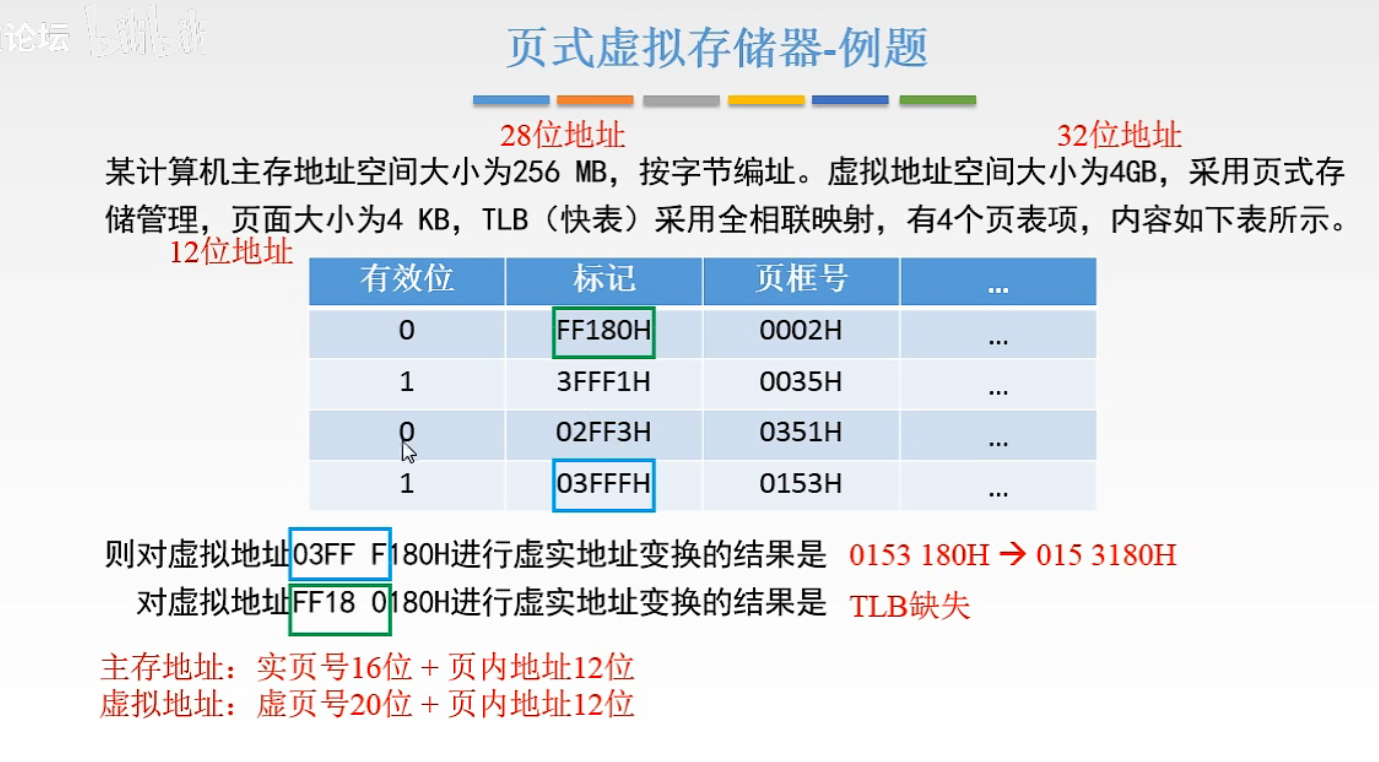 论坛 bilibili
页式虚拟存储器-例题
28位地址 32位地址
某计算机主存地址空间大小为256 MB，按字节编址。虚拟地址空间大小为4GB，采用页式存
储管理，页面大小为4 KB，TLB（快表）采用全相联映射，有4个页表项，内容如下表所示。
12位地址
有效位 标记 页框号 …
0 FF180H 0002H …
1 3FFF1H 0035H …
0 02FF3H 0351H …
1 03FFFH 0153H …
则对虚拟地址03FF F180H进行虚实地址变换的结果是 0153 180H → 015 3180H
对虚拟地址FF18 0180H进行虚实地址变换的结果是 TLB缺失
主存地址：实页号16位 + 页内地址12位
虚拟地址：虚页号20位 + 页内地址12位